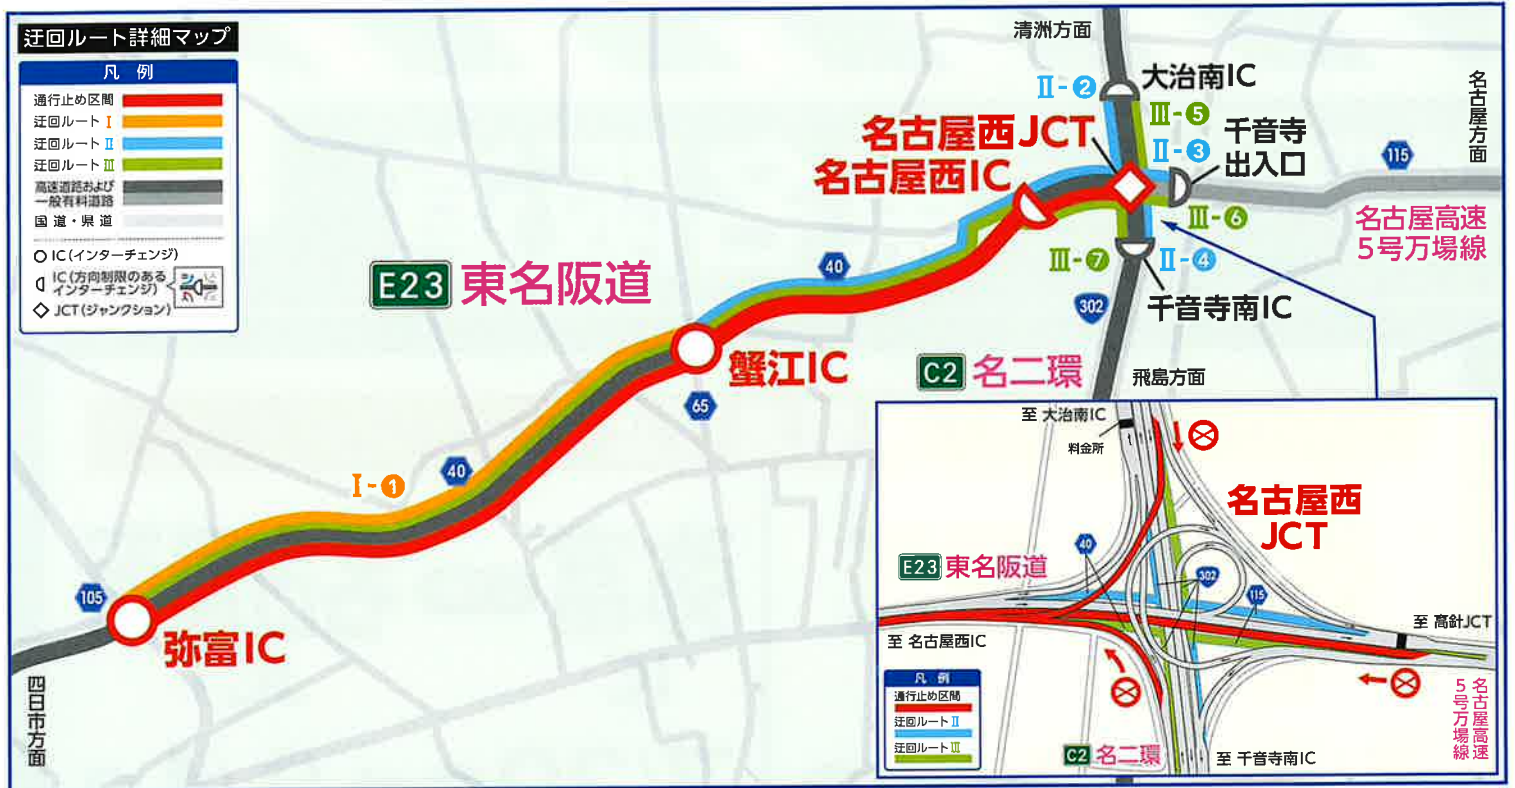 迂回ルート詳細マップ
凡例
通行止め区間
迂回ルートⅠ
迂回ルートⅡ
迂回ルートⅢ
高速道路および
一般有料道路
国道・県道
IC(インターチェンジ)
IC(方向制限のある
インターチェンジ)
JCT(ジャンクション)
清洲方面
Ⅱ-❷
大治南IC
Ⅲ-❺
名古屋西JCT
Ⅱ-❸
千音寺
出入口
115
名古屋方面
名古屋西IC
Ⅲ-❻
名古屋高速
5号万場線
Ⅲ-❼
Ⅱ-❹
千音寺南IC
302
40
E23 東名阪道
蟹江IC
65
C2 名二環
飛島方面
Ⅰ-❶
40
105
弥富IC
四日市方面
至 大治南IC
料金所
名古屋西
JCT
40
E23 東名阪道
302
115
至 高針JCT
至 名古屋西IC
凡例
通行止め区間
迂回ルートⅡ
迂回ルートⅢ
名古屋高速
5号万場線
C2 名二環
至 千音寺南IC